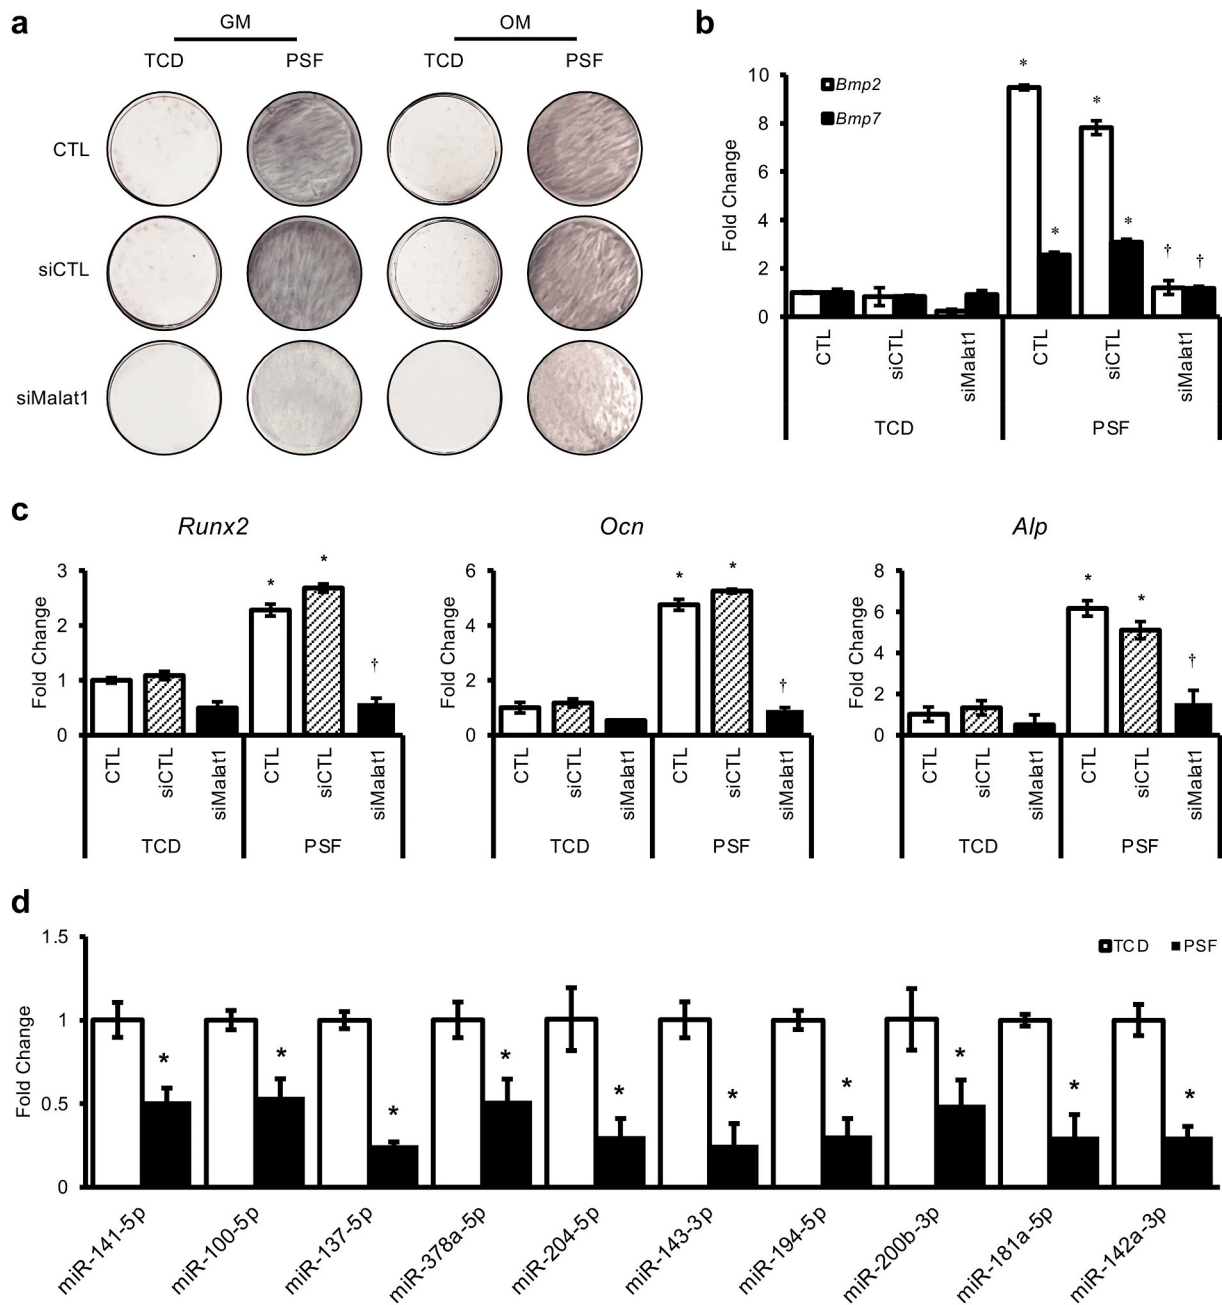 a
GM OM
TCD PSF TCD PSF
CTL
siCTL
siMalat1
b
10
8
6
4
2
0
Fold Change
Bmp2
Bmp7
* * * * † †
CTL siCTL siMalat1 CTL siCTL siMalat1
TCD PSF
c
Runx2
3
2
1
0
Fold Change
* * †
CTL siCTL siMalat1 CTL siCTL siMalat1
TCD PSF
Ocn
6
4
2
0
Fold Change
* * †
CTL siCTL siMalat1 CTL siCTL siMalat1
TCD PSF
Alp
8
6
4
2
0
Fold Change
* * †
CTL siCTL siMalat1 CTL siCTL siMalat1
TCD PSF
d
1.5
1
0.5
0
Fold Change
TCD PSF
* * * * * * * * * *
miR-141-5p miR-100-5p miR-137-5p miR-378a-5p miR-204-5p miR-143-3p miR-194-5p miR-200b-3p miR-181a-5p miR-142a-3p